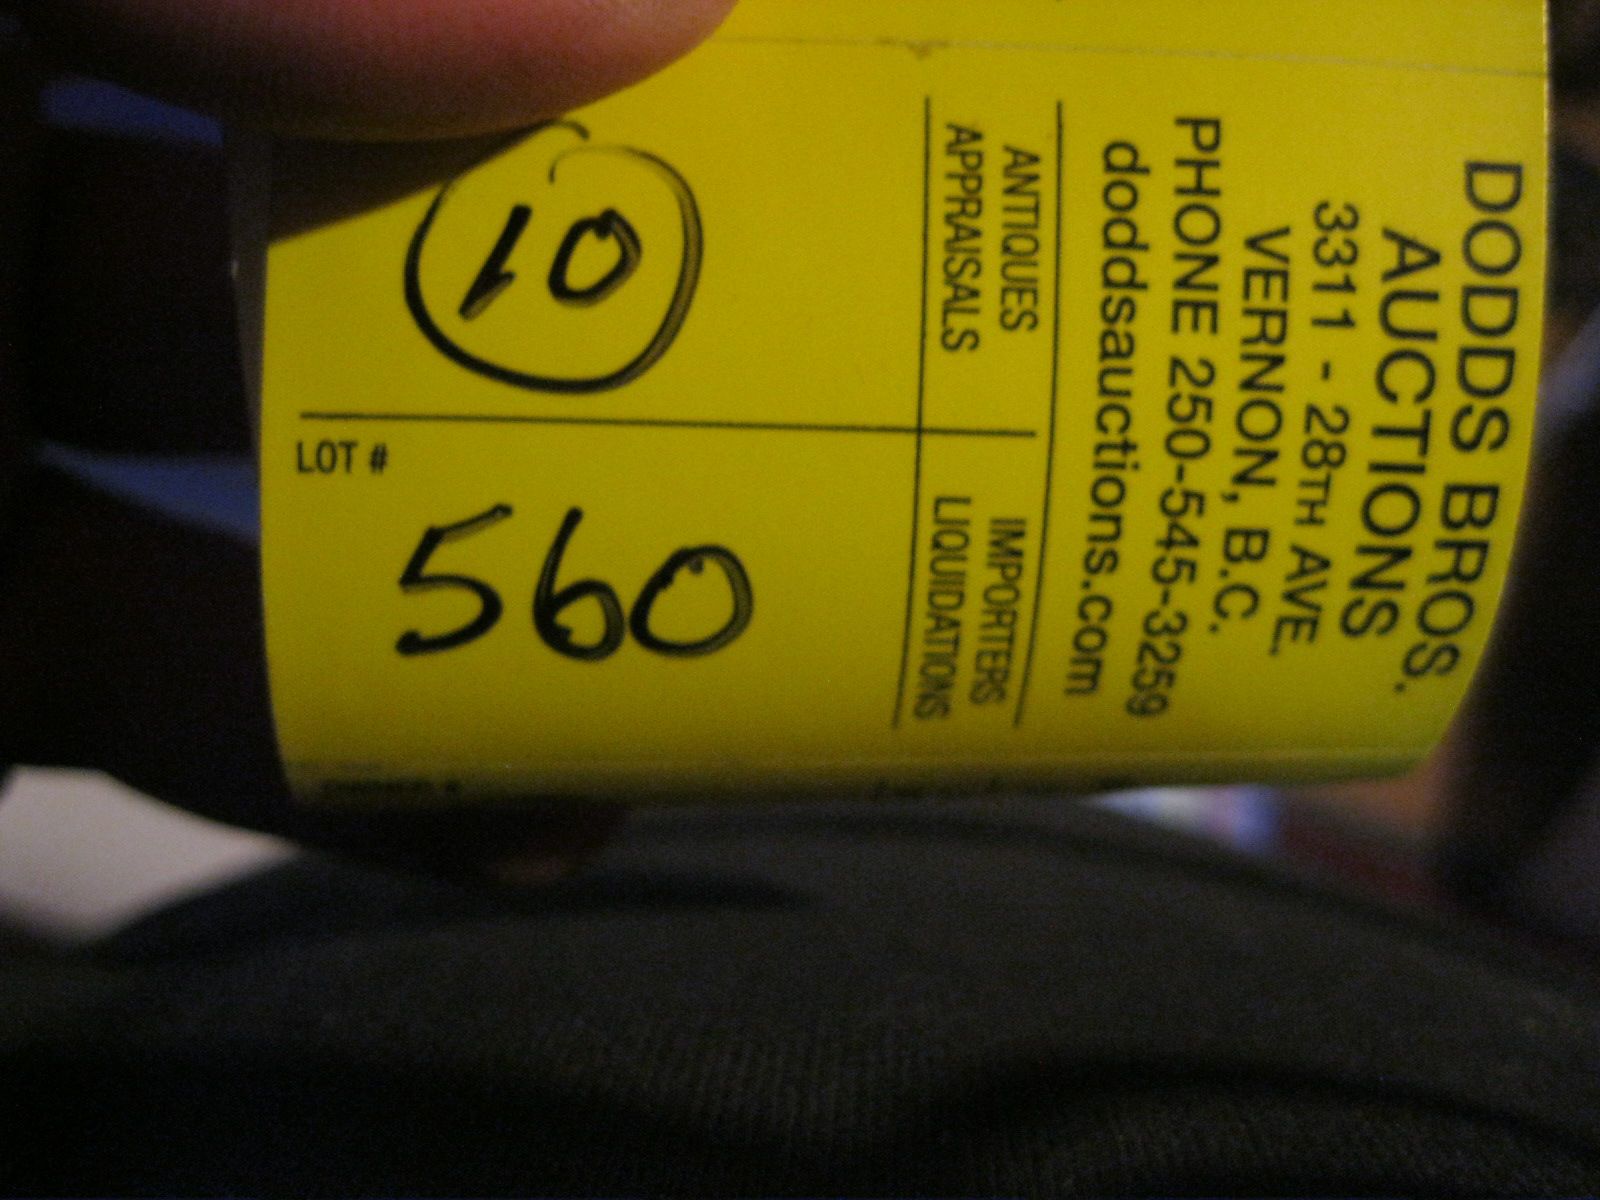 DODDS BROS.
AUCTIONS
3311 - 28TH AVE.
VERNON, B.C.
PHONE 250-545-3259
doddsauctions.com
ANTIQUES
APPRAISALS
IMPORTERS
LIQUIDATIONS
10
LOT #
560